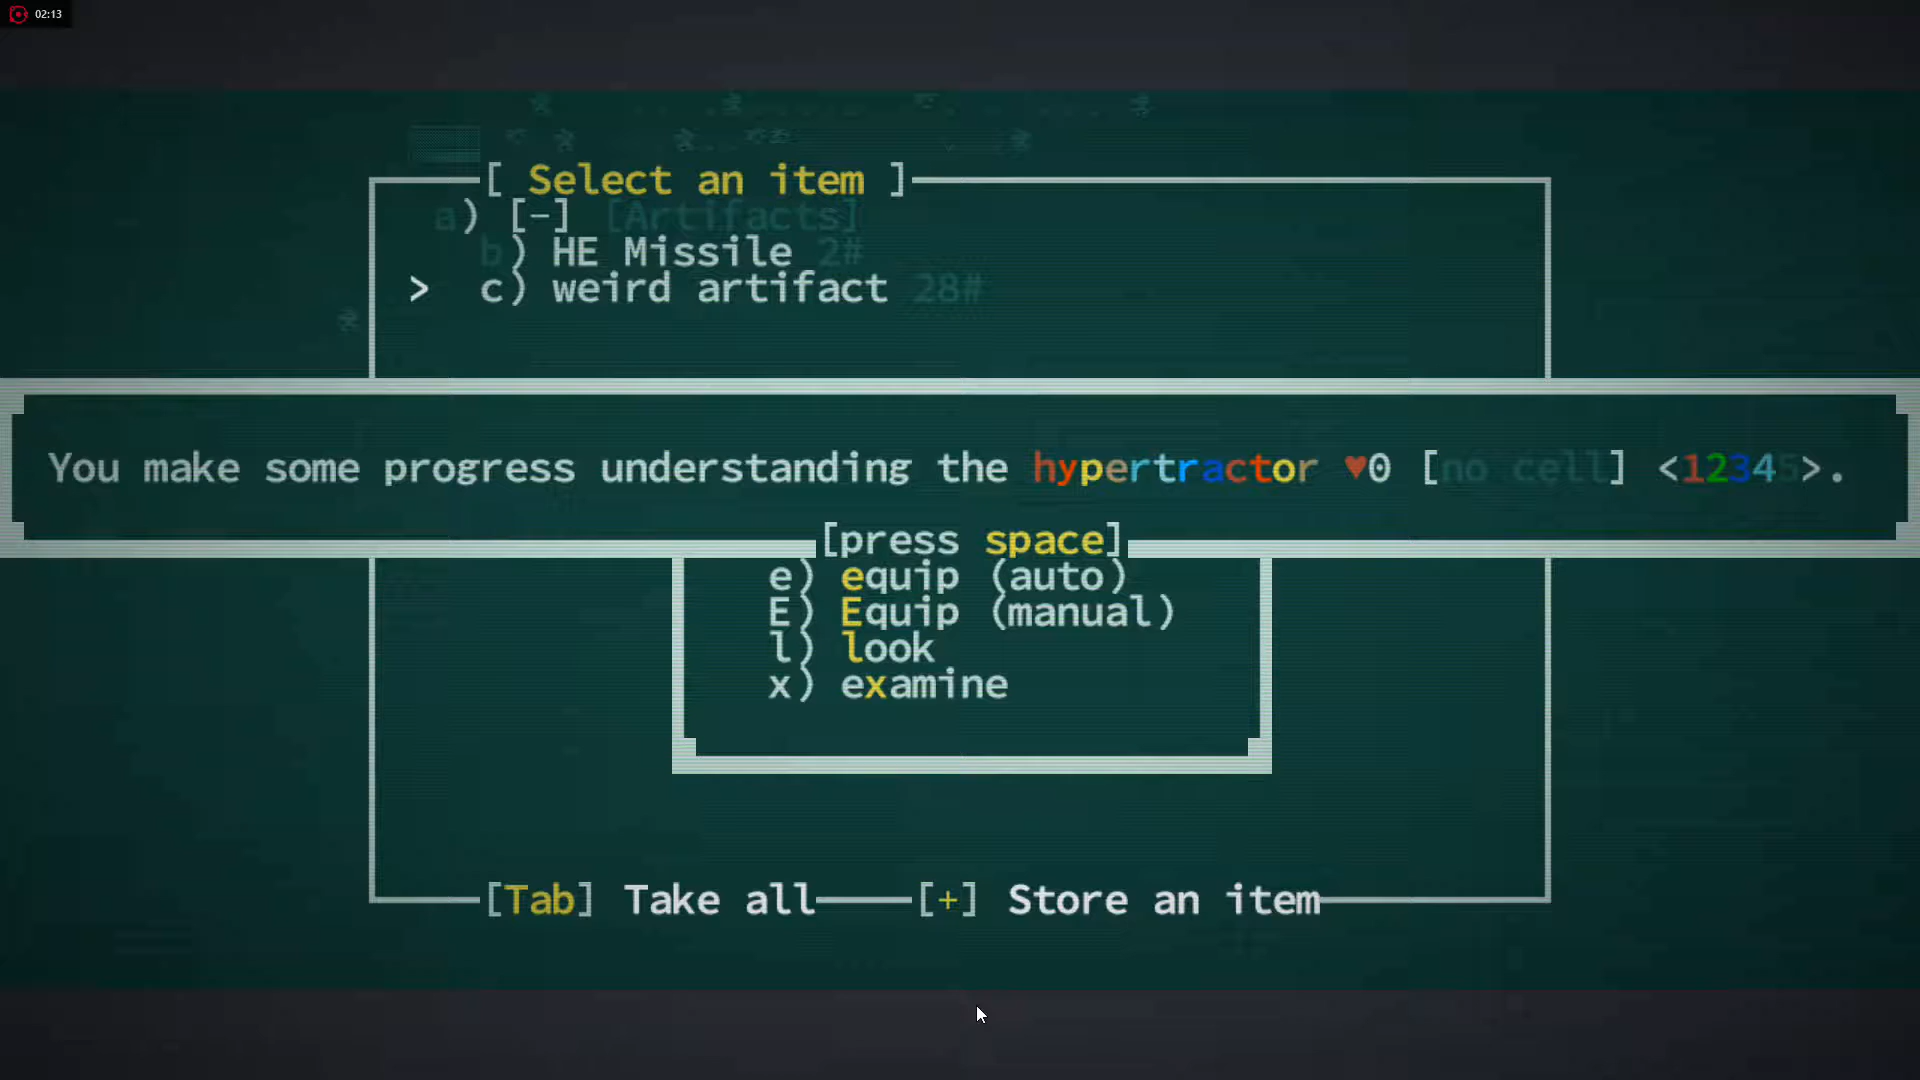 02:13
[ Select an item ]
a) [-] [Artifacts]
b) HE Missile 2#
> c) weird artifact 28#
You make some progress understanding the hypertractor ♥0 [no cell] <12345>.
[press space]
e) equip (auto)
E) Equip (manual)
l) look
x) examine
[Tab] Take all [+] Store an item